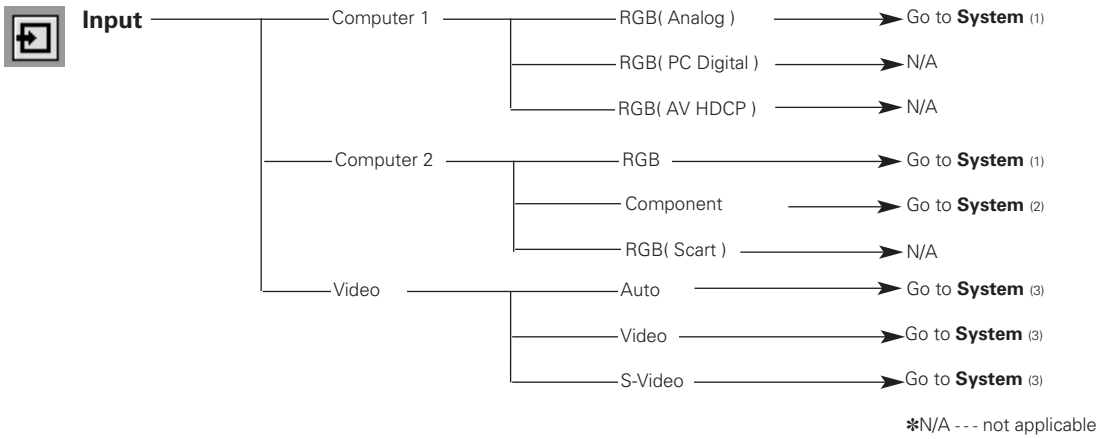 Input Computer 1 RGB( Analog ) Go to System (1)
RGB( PC Digital ) N/A
RGB( AV HDCP ) N/A
Computer 2 RGB Go to System (1)
Component Go to System (2)
RGB( Scart ) N/A
Video Auto Go to System (3)
Video Go to System (3)
S-Video Go to System (3)
✽N/A - - - not applicable